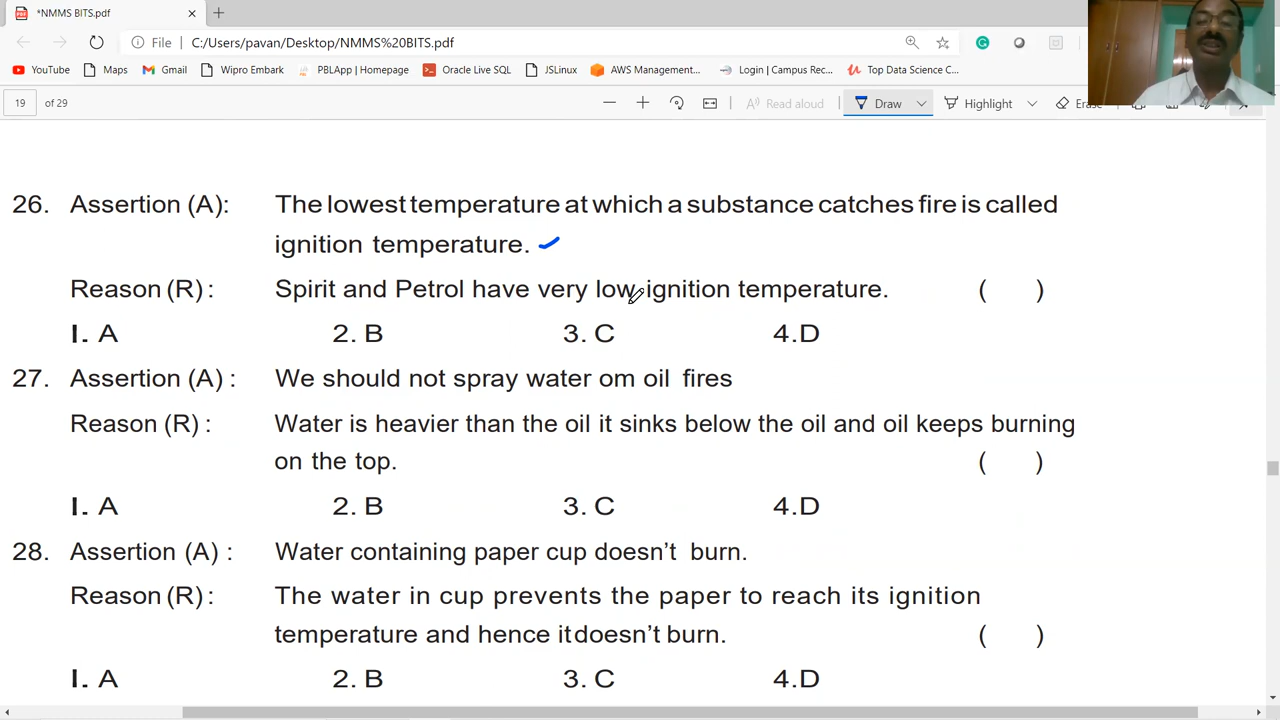 *NMMS BITS.pdf
File C:/Users/pavan/Desktop/NMMS%20BITS.pdf
YouTube Maps Gmail Wipro Embark PBLApp | Homepage Oracle Live SQL JSLinux AWS Management... Login | Campus Rec... Top Data Science C...
19 of 29 Read aloud Draw Highlight Erase
26. Assertion (A): The lowest temperature at which a substance catches fire is called
ignition temperature.
Reason (R) : Spirit and Petrol have very low ignition temperature. ( )
I. A 2. B 3. C 4.D
27. Assertion (A) : We should not spray water om oil fires
Reason (R) : Water is heavier than the oil it sinks below the oil and oil keeps burning
on the top. ( )
I. A 2. B 3. C 4.D
28. Assertion (A) : Water containing paper cup doesn't burn.
Reason (R) : The water in cup prevents the paper to reach its ignition
temperature and hence it doesn't burn. ( )
I. A 2. B 3. C 4.D